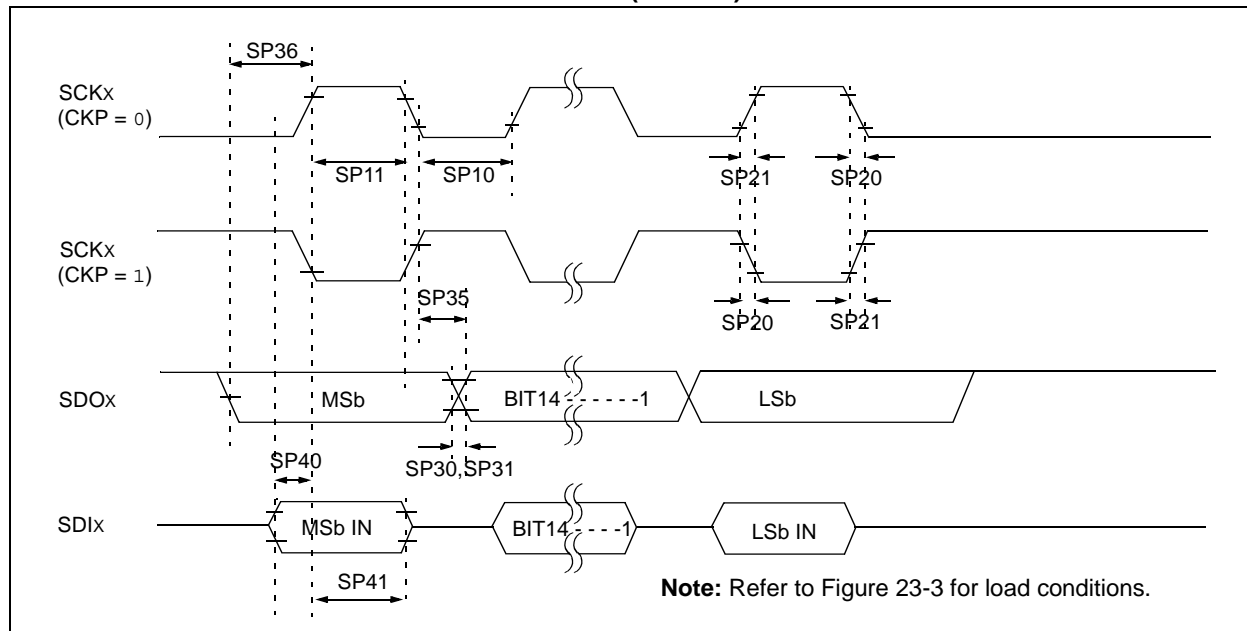 SP36
SCKX
(CKP = 0)
SP11
SP10
SP21
SP20
SCKX
(CKP = 1)
SP35
SP20
SP21
SDOX
MSb
BIT14 - - - - - -1
LSb
SP40
SP30,SP31
SDIX
MSb IN
BIT14 - - - -1
LSb IN
SP41
Note: Refer to Figure 23-3 for load conditions.